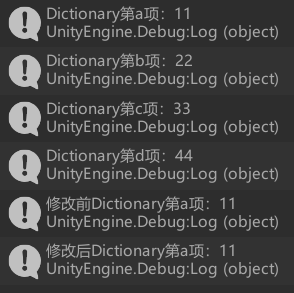 Dictionary第a项：11
UnityEngine.Debug:Log (object)
Dictionary第b项：22
UnityEngine.Debug:Log (object)
Dictionary第c项：33
UnityEngine.Debug:Log (object)
Dictionary第d项：44
UnityEngine.Debug:Log (object)
修改前Dictionary第a项：11
UnityEngine.Debug:Log (object)
修改后Dictionary第a项：11
UnityEngine.Debug:Log (object)